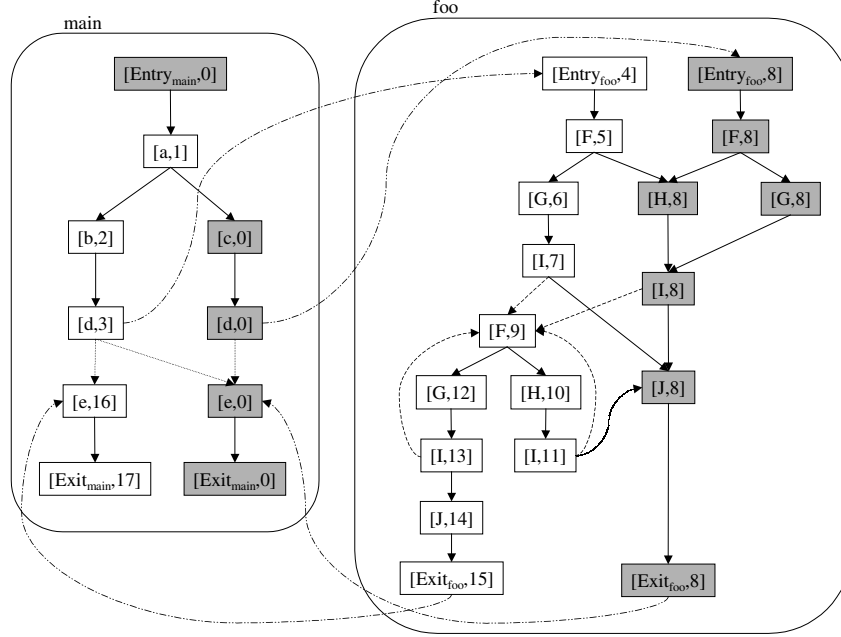 main
foo
[Entrymain,0]
[Entryfoo,4]
[Entryfoo,8]
[a,1]
[F,5]
[F,8]
[G,6]
[H,8]
[G,8]
[b,2]
[c,0]
[I,7]
[I,8]
[d,3]
[d,0]
[F,9]
[e,16]
[e,0]
[G,12]
[H,10]
[J,8]
[I,13]
[I,11]
[Exitmain,17]
[Exitmain,0]
[J,14]
[Exitfoo,15]
[Exitfoo,8]